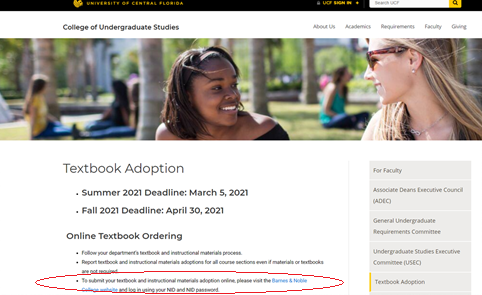 UNIVERSITY OF CENTRAL FLORIDA
UCF SIGN IN
Search UCF
College of Undergraduate Studies
About Us Academics Requirements Faculty Giving
Textbook Adoption
• Summer 2021 Deadline: March 5, 2021
• Fall 2021 Deadline: April 30, 2021
Online Textbook Ordering
• Follow your department's textbook and instructional materials process.
• Report textbook and instructional materials adoptions for all course sections even if materials or textbooks
are not required.
• To submit your textbook and instructional materials adoption online, please visit the Barnes & Noble
College website and log in using your NID and NID password.
For Faculty
Associate Deans Executive Council
(ADEC)
General Undergraduate
Requirements Committee
Undergraduate Studies Executive
Committee (USEC)
Textbook Adoption